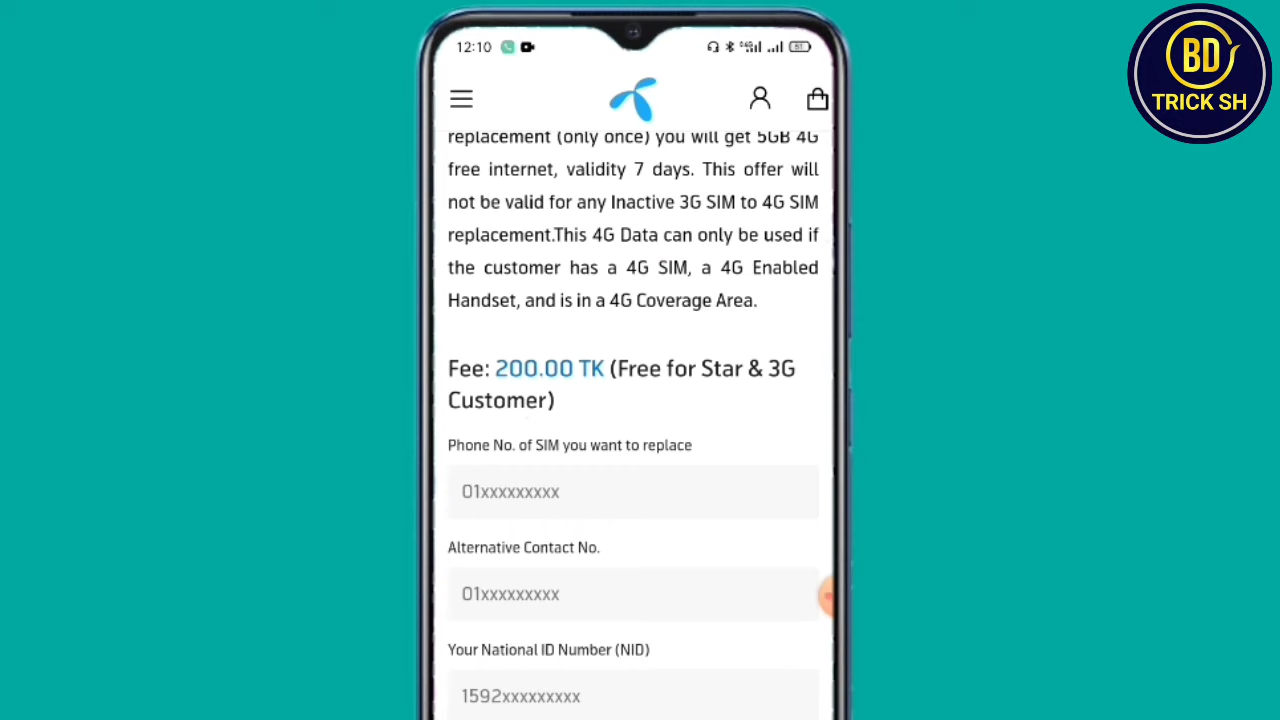 12:10
BD
TRICK SH
replacement (only once) you will get 5GB 4G
free internet, validity 7 days. This offer will
not be valid for any Inactive 3G SIM to 4G SIM
replacement.This 4G Data can only be used if
the customer has a 4G SIM, a 4G Enabled
Handset, and is in a 4G Coverage Area.
Fee: 200.00 TK (Free for Star & 3G
Customer)
Phone No. of SIM you want to replace
01xxxxxxxxx
Alternative Contact No.
01xxxxxxxxx
Your National ID Number (NID)
1592xxxxxxxxx